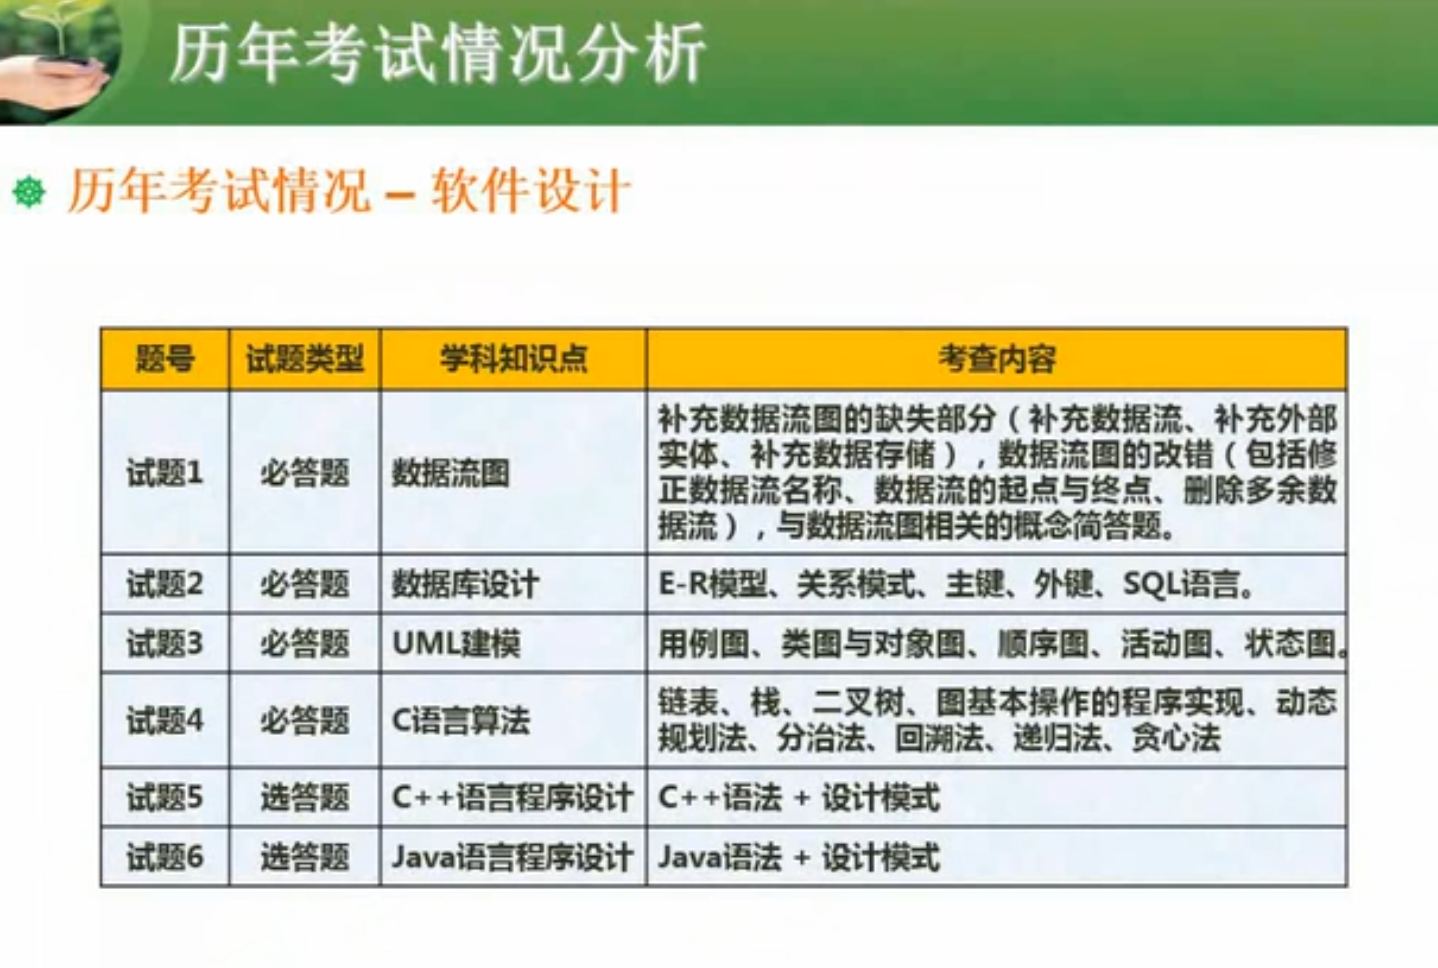 历年考试情况分析
历年考试情况 – 软件设计
题号 试题类型 学科知识点 考查内容
试题1 必答题 数据流图
补充数据流图的缺失部分（补充数据流、补充外部
实体、补充数据存储），数据流图的改错（包括修
正数据流名称、数据流的起点与终点、删除多余数
据流），与数据流图相关的概念简答题。
试题2 必答题 数据库设计 E-R模型、关系模式、主键、外键、SQL语言。
试题3 必答题 UML建模 用例图、类图与对象图、顺序图、活动图、状态图。
试题4 必答题 C语言算法
链表、栈、二叉树、图基本操作的程序实现、动态
规划法、分治法、回溯法、递归法、贪心法
试题5 选答题 C++语言程序设计 C++语法 + 设计模式
试题6 选答题 Java语言程序设计 Java语法 + 设计模式